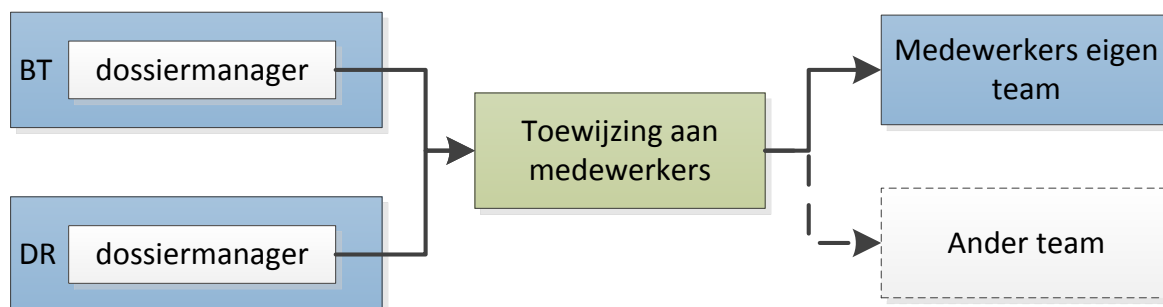 BT
dossiermanager
DR
dossiermanager
Toewijzing aan
medewerkers
Medewerkers eigen
team
Ander team